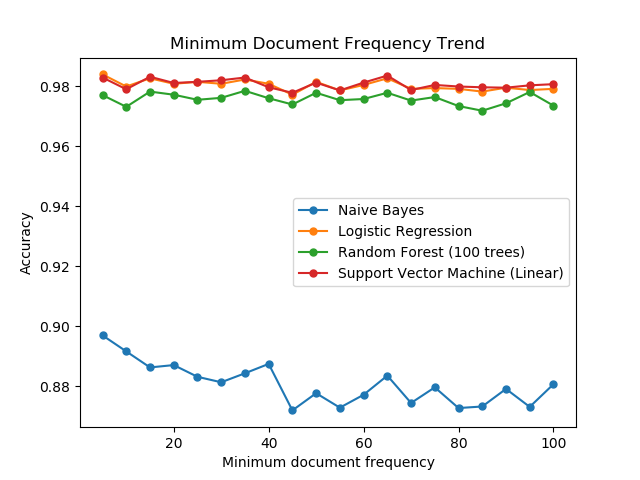 Minimum Document Frequency Trend
0.98
0.96
0.94
0.92
0.90
0.88
Accuracy
Naive Bayes
Logistic Regression
Random Forest (100 trees)
Support Vector Machine (Linear)
20 40 60 80 100
Minimum document frequency